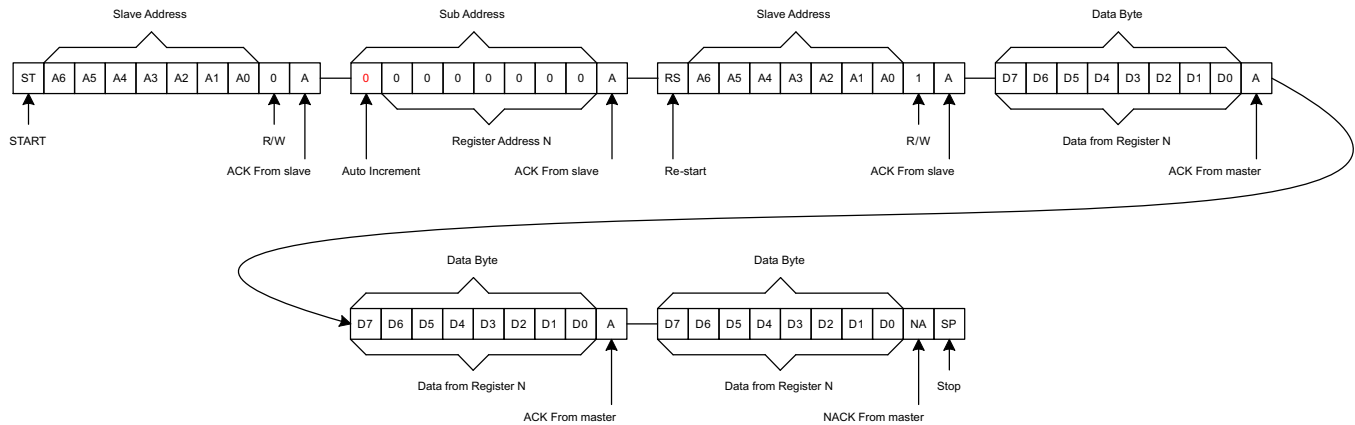 Slave Address Sub Address Slave Address Data Byte
ST A6 A5 A4 A3 A2 A1 A0 0 A 0 0 0 0 0 0 0 0 A RS A6 A5 A4 A3 A2 A1 A0 1 A D7 D6 D5 D4 D3 D2 D1 D0 A
START R/W Register Address N R/W Data from Register N
ACK From slave Auto Increment ACK From slave Re-start ACK From slave ACK From master
Data Byte Data Byte
D7 D6 D5 D4 D3 D2 D1 D0 A D7 D6 D5 D4 D3 D2 D1 D0 NA SP
Data from Register N Data from Register N Stop
ACK From master NACK From master